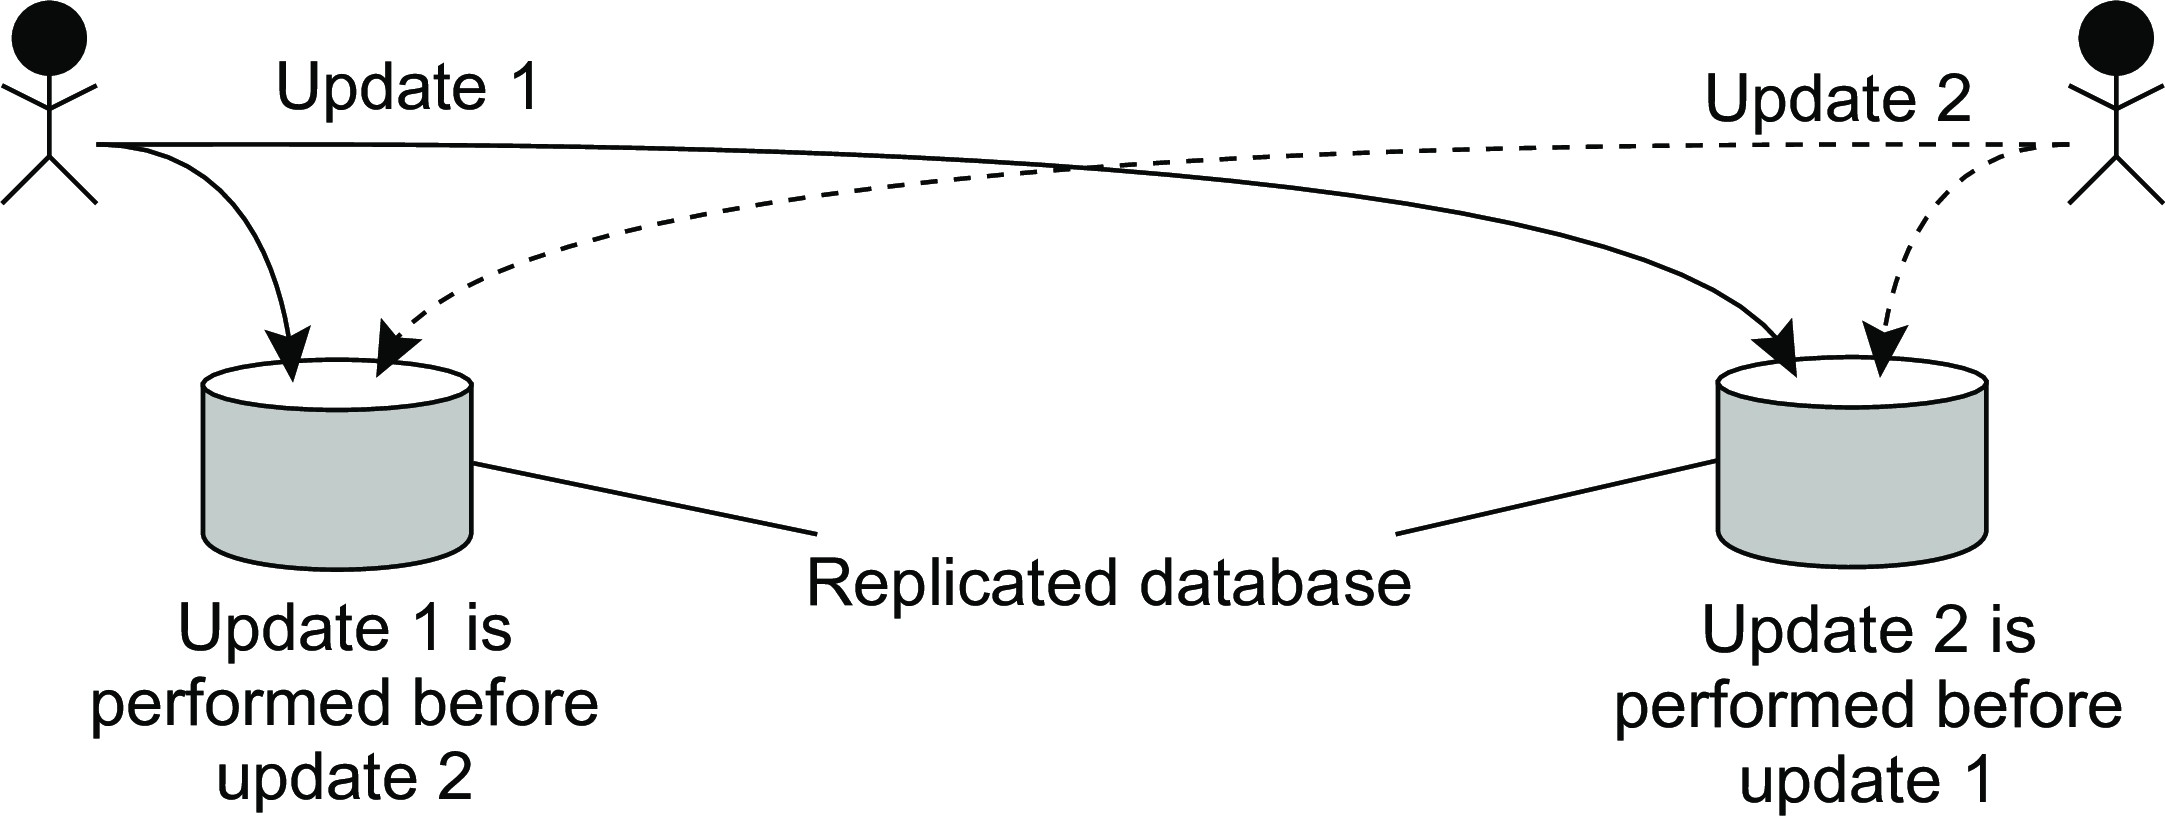 Update 1
Update 2
Replicated database
Update 1 is
performed before
update 2
Update 2 is
performed before
update 1